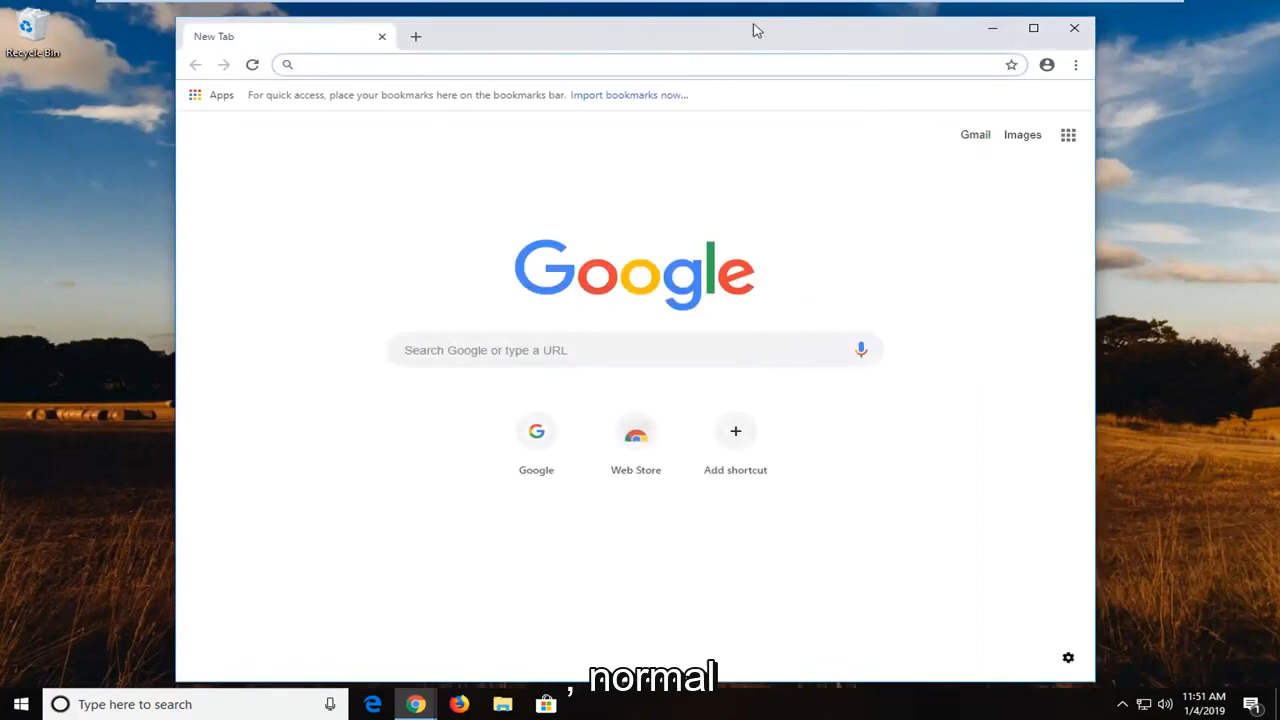 Recycle Bin
New Tab
Apps
For quick access, place your bookmarks here on the bookmarks bar. Import bookmarks now...
Gmail
Images
Google
Search Google or type a URL
Google
Web Store
Add shortcut
, normal
Type here to search
11:51 AM
1/4/2019
1